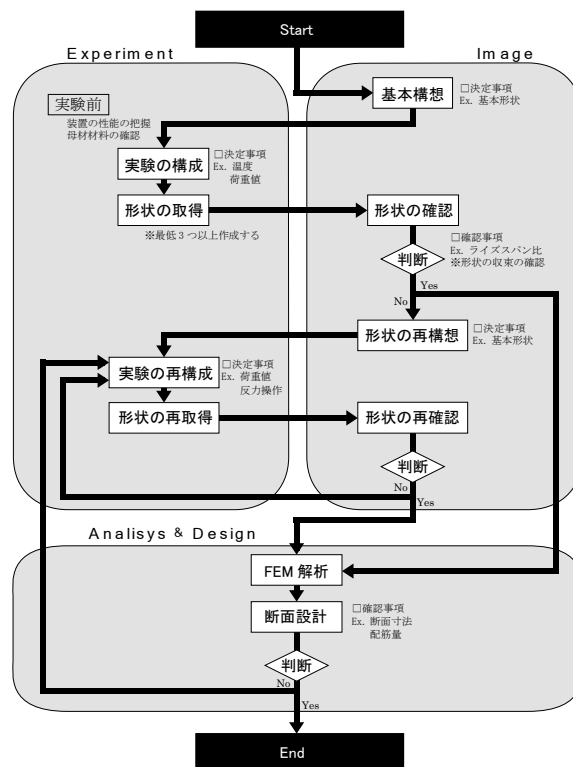 Start
Experiment
Image
実験前
装置の性能の把握
母材材料の確認
基本構想
□決定事項
Ex. 基本形状
実験の構成
□決定事項
Ex. 温度
荷重値
形状の取得
※最低3つ以上作成する
形状の確認
□確認事項
Ex. ライズスパン比
※形状の収束の確認
判断
Yes
No
形状の再構想
□決定事項
Ex. 基本形状
実験の再構成
□決定事項
Ex. 荷重値
反力操作
形状の再取得
形状の再確認
判断
No
Yes
Analisys & Design
FEM 解析
断面設計
□確認事項
Ex. 断面寸法
配筋量
判断
No
Yes
End